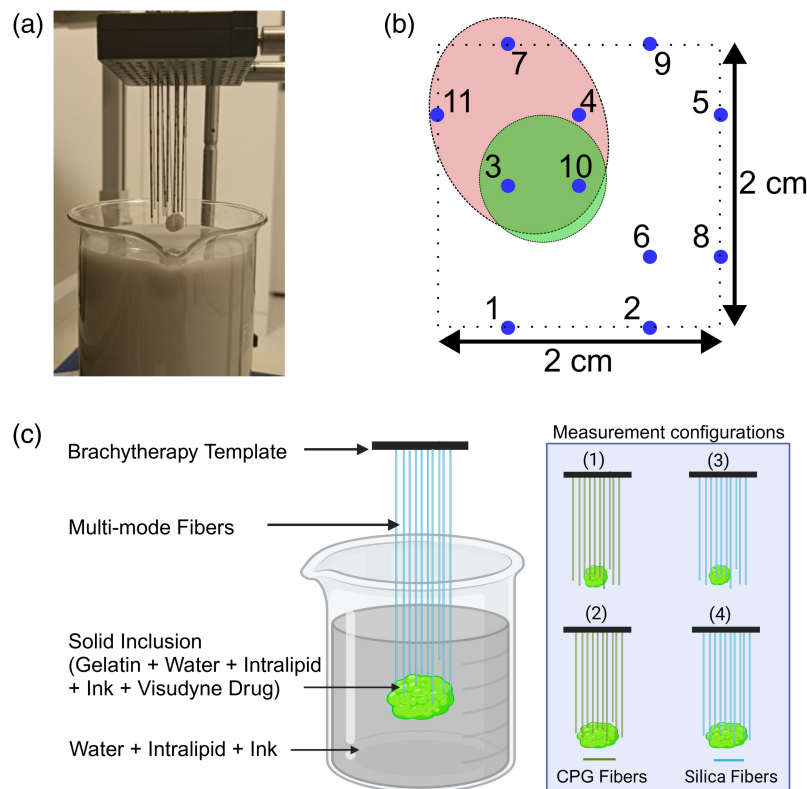 (a)
(b)
7
9
11
4
5
3
10
2 cm
6
8
1
2
2 cm
(c)
Measurement configurations
Brachytherapy Template
(1)
(3)
Multi-mode Fibers
Solid Inclusion
(Gelatin + Water + Intralipid
+ Ink + Visudyne Drug)
(2)
(4)
Water + Intralipid + Ink
CPG Fibers
Silica Fibers